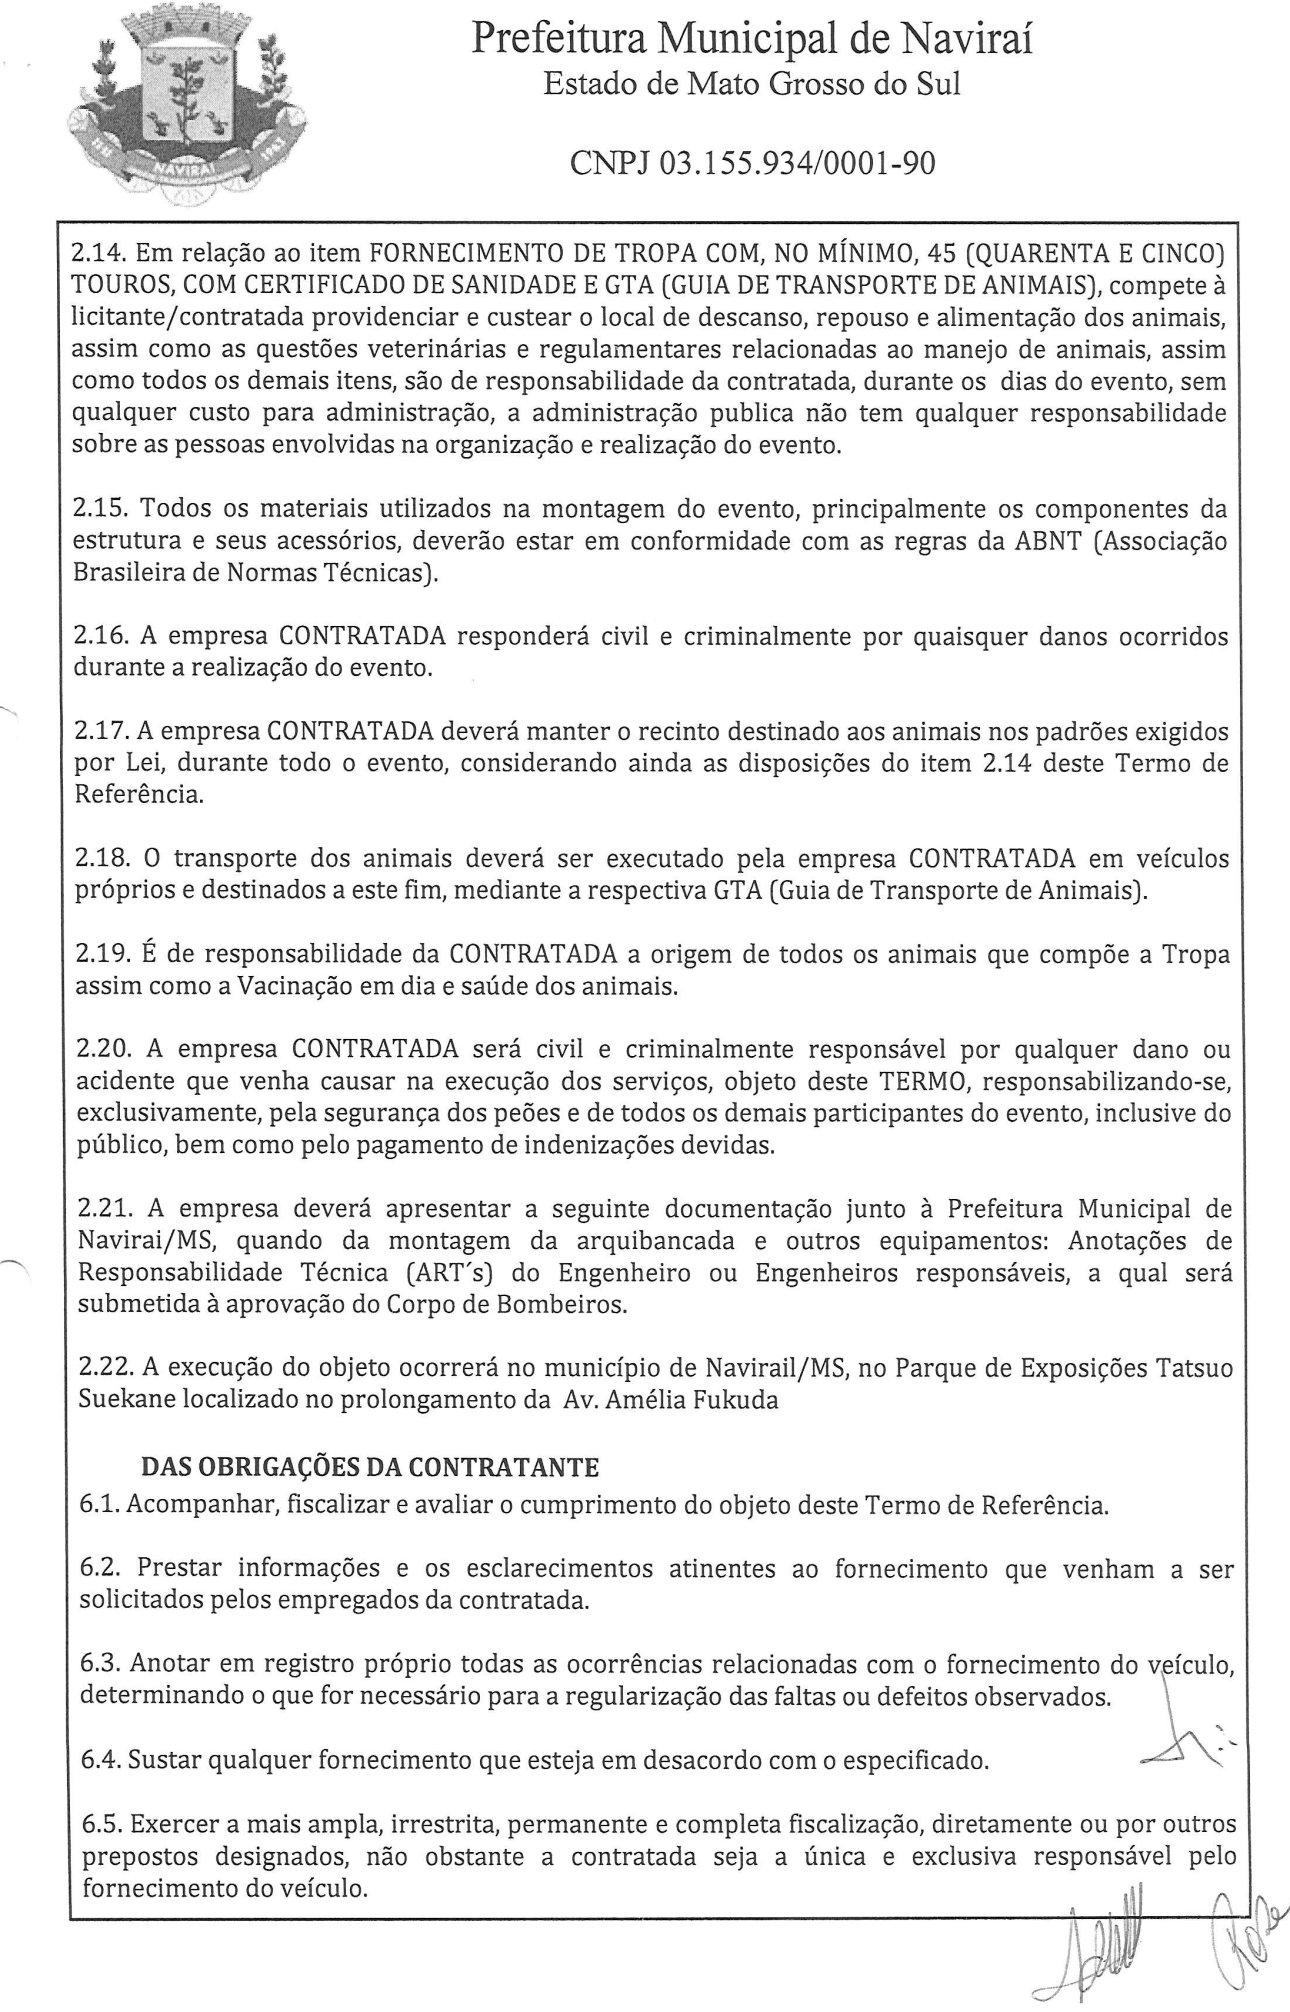 Prefeitura Municipal de Naviraí
Estado de Mato Grosso do Sul
CNPJ 03.155.934/0001-90
NAVIRAI
1963
2.14. Em relação ao item FORNECIMENTO DE TROPA COM, NO MÍNIMO, 45 (QUARENTA E CINCO)
TOUROS, COM CERTIFICADO DE SANIDADE E GTA (GUIA DE TRANSPORTE DE ANIMAIS), compete à
licitante/contratada providenciar e custear o local de descanso, repouso e alimentação dos animais,
assim como as questões veterinárias e regulamentares relacionadas ao manejo de animais, assim
como todos os demais itens, são de responsabilidade da contratada, durante os dias do evento, sem
qualquer custo para administração, a administração publica não tem qualquer responsabilidade
sobre as pessoas envolvidas na organização e realização do evento.
2.15. Todos os materiais utilizados na montagem do evento, principalmente os componentes da
estrutura e seus acessórios, deverão estar em conformidade com as regras da ABNT (Associação
Brasileira de Normas Técnicas).
2.16. A empresa CONTRATADA responderá civil e criminalmente por quaisquer danos ocorridos
durante a realização do evento.
2.17. A empresa CONTRATADA deverá manter o recinto destinado aos animais nos padrões exigidos
por Lei, durante todo o evento, considerando ainda as disposições do item 2.14 deste Termo de
Referência.
2.18. O transporte dos animais deverá ser executado pela empresa CONTRATADA em veículos
próprios e destinados a este fim, mediante a respectiva GTA (Guia de Transporte de Animais).
2.19. É de responsabilidade da CONTRATADA a origem de todos os animais que compõe a Tropa
assim como a Vacinação em dia e saúde dos animais.
2.20. A empresa CONTRATADA será civil e criminalmente responsável por qualquer dano ou
acidente que venha causar na execução dos serviços, objeto deste TERMO, responsabilizando-se,
exclusivamente, pela segurança dos peões e de todos os demais participantes do evento, inclusive do
público, bem como pelo pagamento de indenizações devidas.
2.21. A empresa deverá apresentar a seguinte documentação junto à Prefeitura Municipal de
Navirai/MS, quando da montagem da arquibancada e outros equipamentos: Anotações de
Responsabilidade Técnica (ART´s) do Engenheiro ou Engenheiros responsáveis, a qual será
submetida à aprovação do Corpo de Bombeiros.
2.22. A execução do objeto ocorrerá no município de Navirail/MS, no Parque de Exposições Tatsuo
Suekane localizado no prolongamento da Av. Amélia Fukuda
DAS OBRIGAÇÕES DA CONTRATANTE
6.1. Acompanhar, fiscalizar e avaliar o cumprimento do objeto deste Termo de Referência.
6.2. Prestar informações e os esclarecimentos atinentes ao fornecimento que venham a ser
solicitados pelos empregados da contratada.
6.3. Anotar em registro próprio todas as ocorrências relacionadas com o fornecimento do veículo,
determinando o que for necessário para a regularização das faltas ou defeitos observados.
6.4. Sustar qualquer fornecimento que esteja em desacordo com o especificado.
6.5. Exercer a mais ampla, irrestrita, permanente e completa fiscalização, diretamente ou por outros
prepostos designados, não obstante a contratada seja a única e exclusiva responsável pelo
fornecimento do veículo.